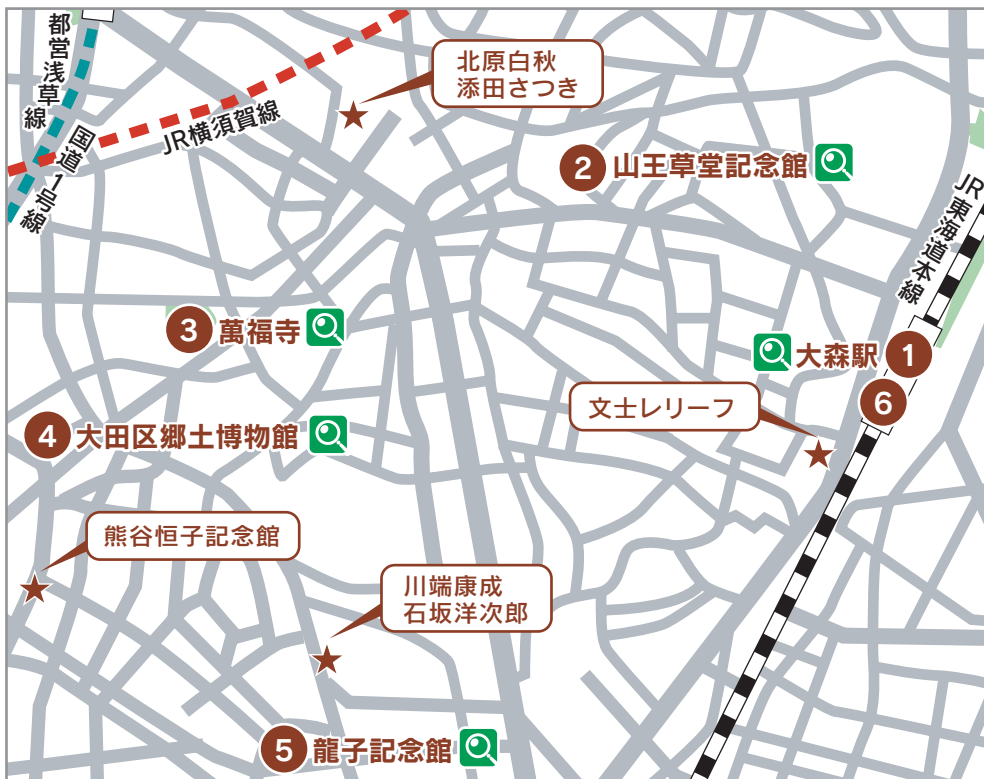 都営浅草線
国道1号線
JR横須賀線
北原白秋
添田さつき
2 山王草堂記念館
JR東海道本線
3 萬福寺
大森駅 1
6
文士レリーフ
4 大田区郷土博物館
熊谷恒子記念館
川端康成
石坂洋次郎
5 龍子記念館